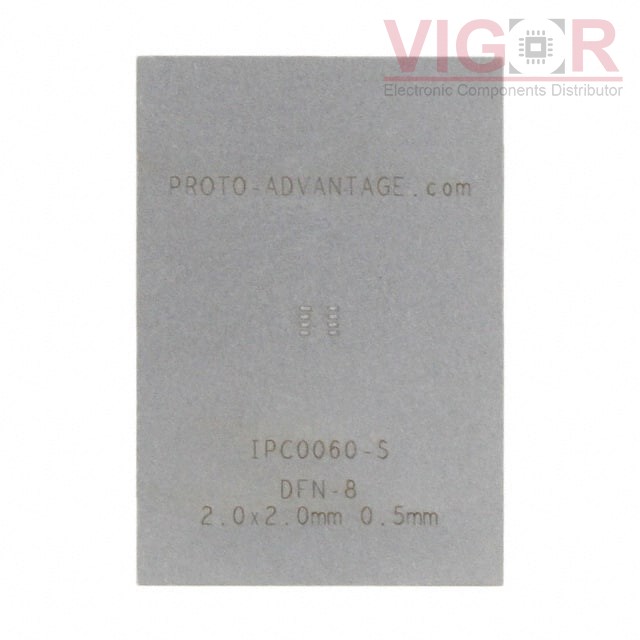 VIGOR
Electronic Components Distributor
PROTO-ADVANTAGE.com
IPC0060-S
DFN-8
2.0x2.0mm 0.5mm